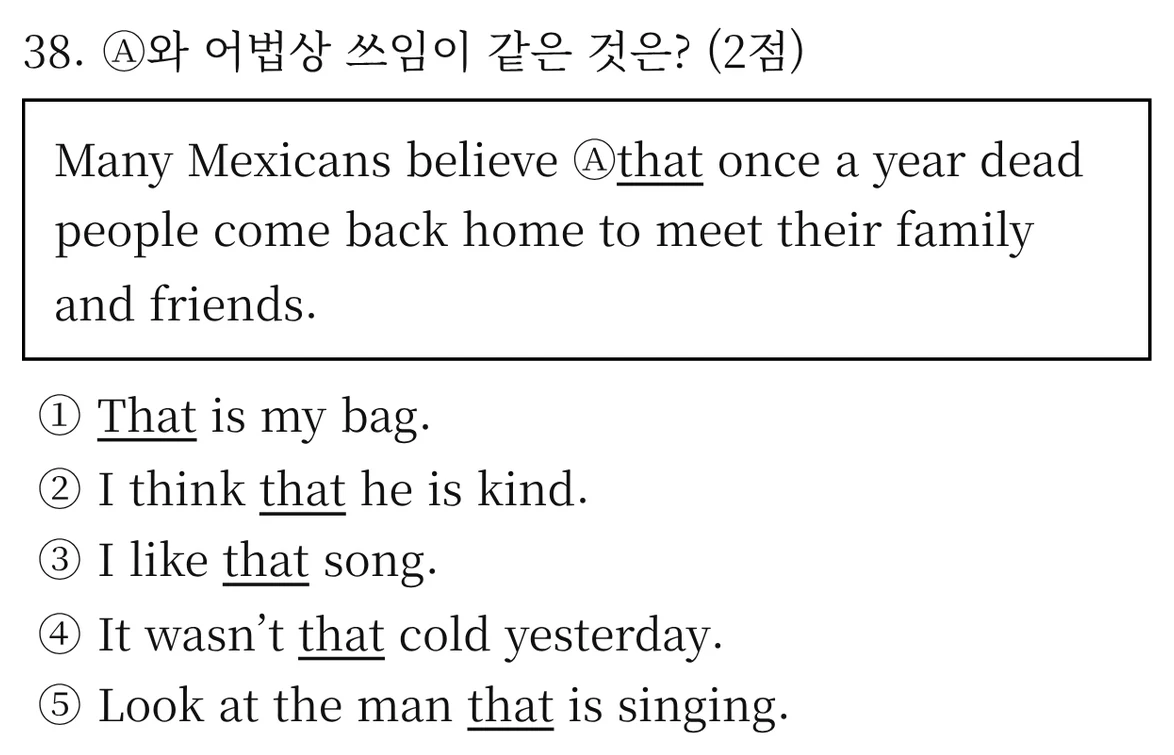 38. Ⓐ와 어법상 쓰임이 같은 것은? (2점)
Many Mexicans believe Ⓐthat once a year dead
people come back home to meet their family
and friends.
① That is my bag.
② I think that he is kind.
③ I like that song.
④ It wasn’t that cold yesterday.
⑤ Look at the man that is singing.